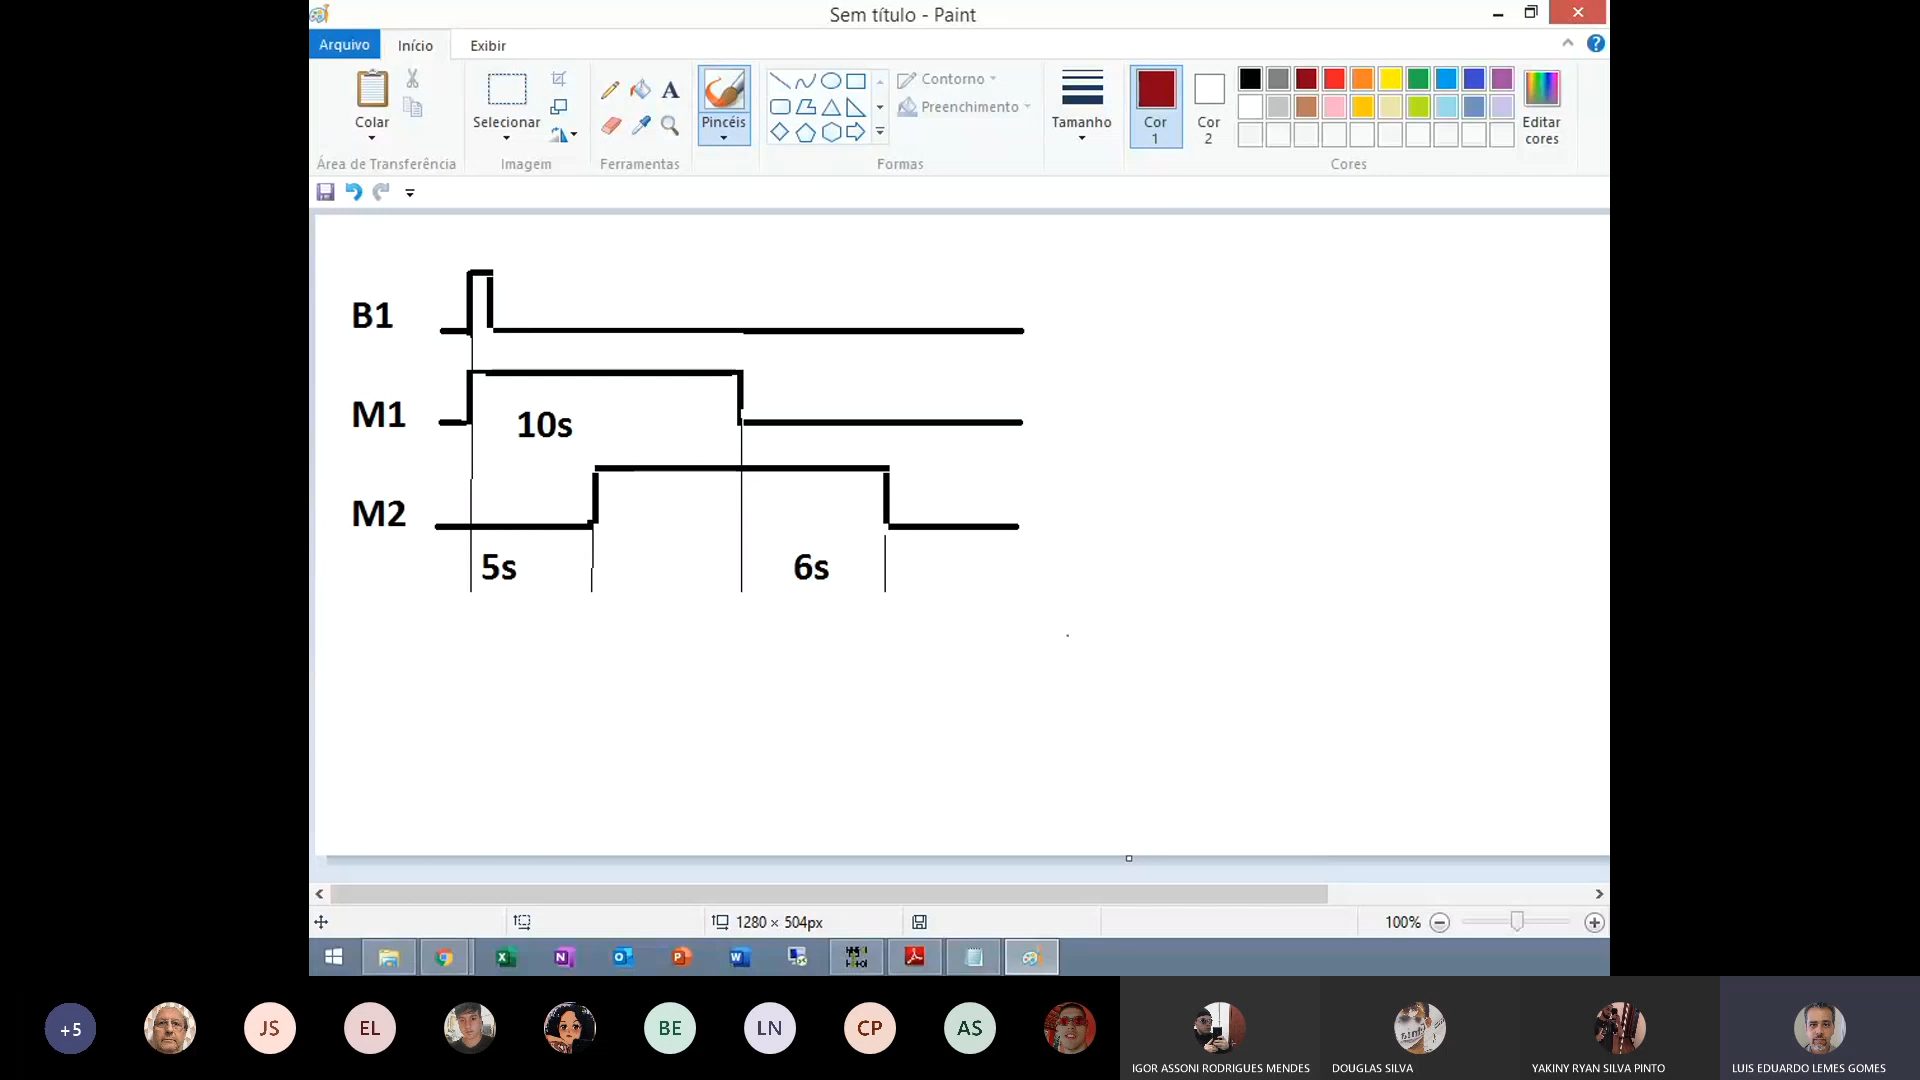 Sem título - Paint
Arquivo Início Exibir
Colar
Selecionar
Pincéis
Contorno
Preenchimento
Tamanho
Cor 1
Cor 2
Editar cores
Área de Transferência Imagem Ferramentas Formas Cores
B1
M1
10s
M2
5s 6s
1280 × 504px 100%
+5 JS EL BE LN CP AS
IGOR ASSONI RODRIGUES MENDES DOUGLAS SILVA YAKINY RYAN SILVA PINTO LUIS EDUARDO LEMES GOMES